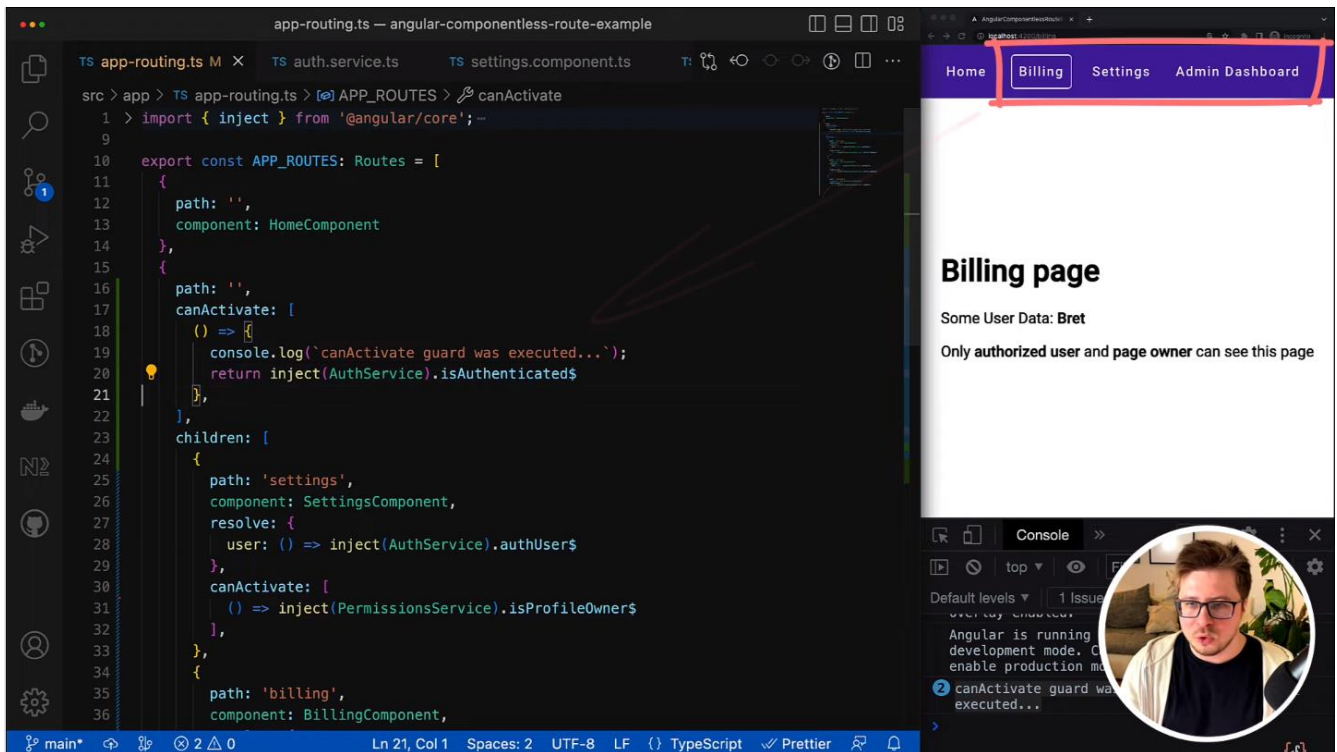 app-routing.ts — angular-componentless-route-example
TS app-routing.ts M ×
TS auth.service.ts
TS settings.component.ts
src > app > TS app-routing.ts > APP_ROUTES > canActivate
1 > import { inject } from '@angular/core';
9
10 export const APP_ROUTES: Routes = [
11 {
12 path: '',
13 component: HomeComponent
14 },
15 {
16 path: '',
17 canActivate: [
18 () => {
19 console.log(`canActivate guard was executed...`);
20 return inject(AuthService).isAuthenticated$
21 },
22 ],
23 children: [
24 {
25 path: 'settings',
26 component: SettingsComponent,
27 resolve: {
28 user: () => inject(AuthService).authUser$
29 },
30 canActivate: [
31 () => inject(PermissionsService).isProfileOwner$
32 ],
33 },
34 {
35 path: 'billing',
36 component: BillingComponent,
1
main* ⊗ 2 ⚠ 0 Ln 21, Col 1 Spaces: 2 UTF-8 LF {} TypeScript Prettier
localhost:4200/billing
Incognito
Home Billing Settings Admin Dashboard
Billing page
Some User Data: Bret
Only authorized user and page owner can see this page
Console »
top ▼
Default levels ▼ 1 Issue
overlay enabled.
Angular is running
development mode.
enable production
2 canActivate guard
executed...
>